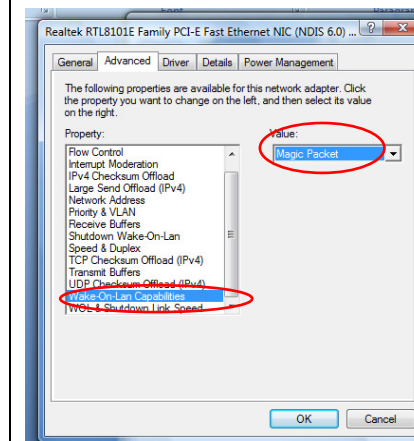 Realtek RTL8101E Family PCI-E Fast Ethernet NIC (NDIS 6.0) ...
General Advanced Driver Details Power Management
The following properties are available for this network adapter. Click
the property you want to change on the left, and then select its value
on the right.
Property: Value:
Flow Control
Magic Packet
Interrupt Moderation
IPv4 Checksum Offload
Large Send Offload (IPv4)
Network Address
Priority & VLAN
Receive Buffers
Shutdown Wake-On-Lan
Speed & Duplex
TCP Checksum Offload (IPv4)
Transmit Buffers
UDP Checksum Offload (IPv4)
Wake-On-Lan Capabilities
WOL & Shutdown Link Speed
OK Cancel